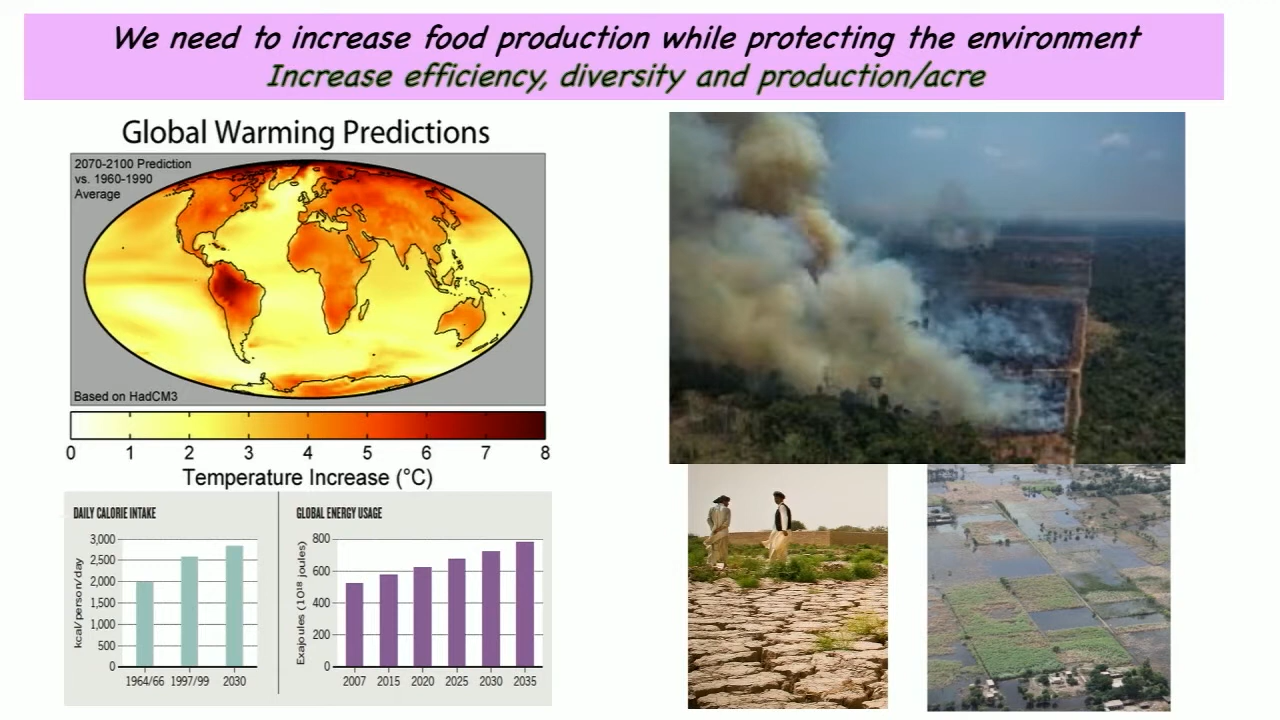 We need to increase food production while protecting the environment
Increase efficiency, diversity and production/acre
Global Warming Predictions
2070-2100 Prediction
vs. 1960-1990
Average
Based on HadCM3
0 1 2 3 4 5 6 7 8
Temperature Increase (°C)
DAILY CALORIE INTAKE
kcal/person/day
3,000
2,500
2,000
1,500
1,000
500
0
1964/66 1997/99 2030
GLOBAL ENERGY USAGE
Exajoules (10¹⁸ joules)
800
600
400
200
0
2007 2015 2020 2025 2030 2035